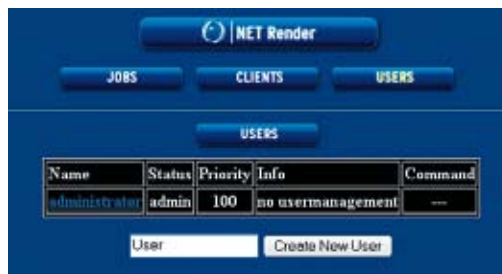 NET Render
JOBS CLIENTS USERS
USERS
Name Status Priority Info Command
administrator admin 100 no usermanagement ---
User Create New User